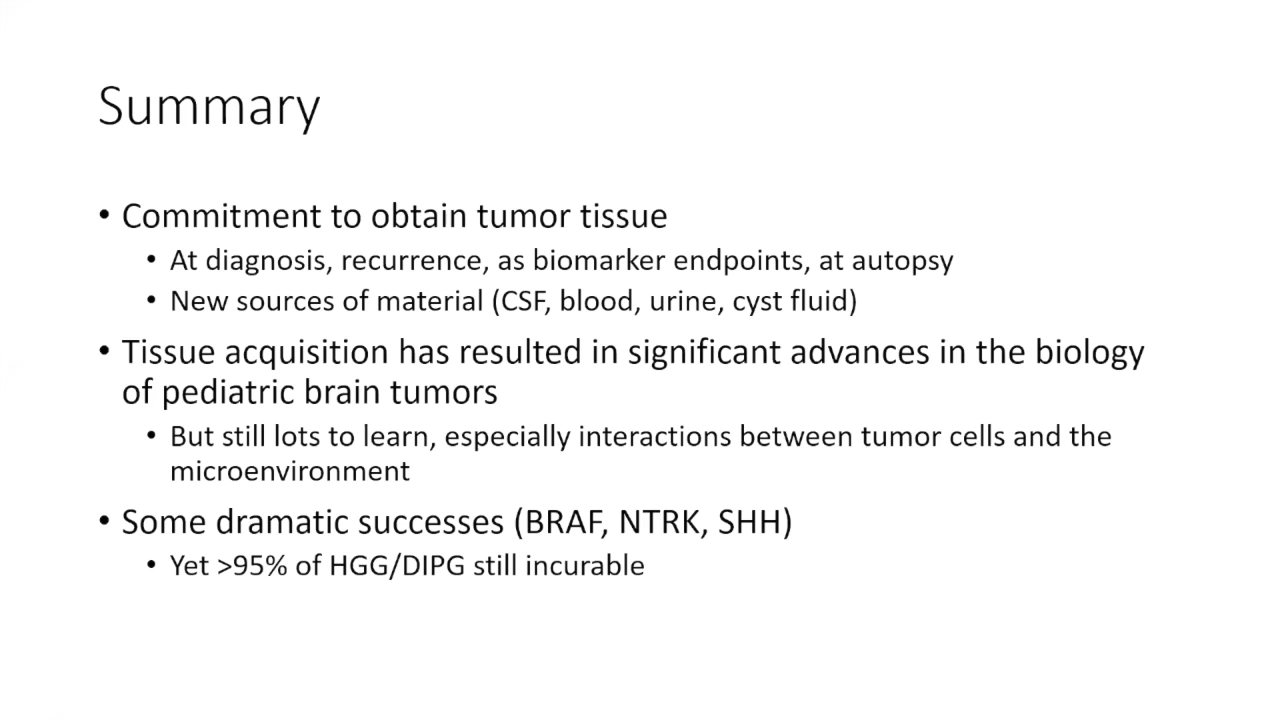 Summary
• Commitment to obtain tumor tissue
• At diagnosis, recurrence, as biomarker endpoints, at autopsy
• New sources of material (CSF, blood, urine, cyst fluid)
• Tissue acquisition has resulted in significant advances in the biology
of pediatric brain tumors
• But still lots to learn, especially interactions between tumor cells and the
microenvironment
• Some dramatic successes (BRAF, NTRK, SHH)
• Yet >95% of HGG/DIPG still incurable